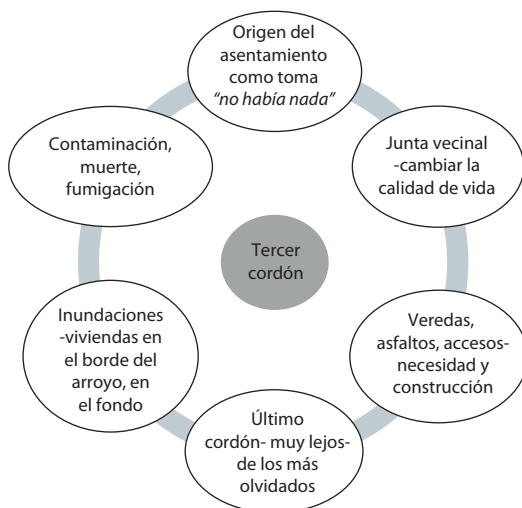 Origen del
asentamiento
como toma
"no había nada"
Junta vecinal
-cambiar la
calidad de vida
Veredas,
asfaltos, accesos-
necesidad y
construcción
Último
cordón- muy lejos-
de los más
olvidados
Inundaciones
-viviendas en
el borde del
arroyo, en
el fondo
Contaminación,
muerte,
fumigación
Tercer
cordón